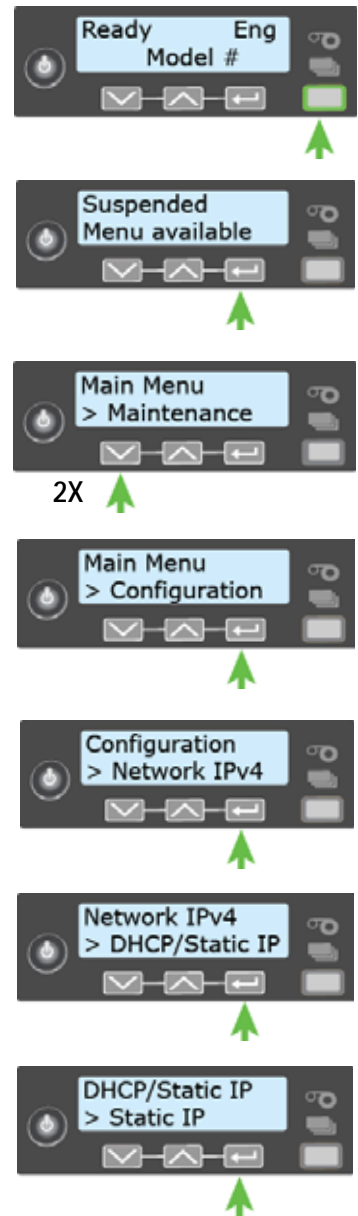 Ready Eng
Model #
Suspended
Menu available
Main Menu
> Maintenance
2X
Main Menu
> Configuration
Configuration
> Network IPv4
Network IPv4
> DHCP/Static IP
DHCP/Static IP
> Static IP